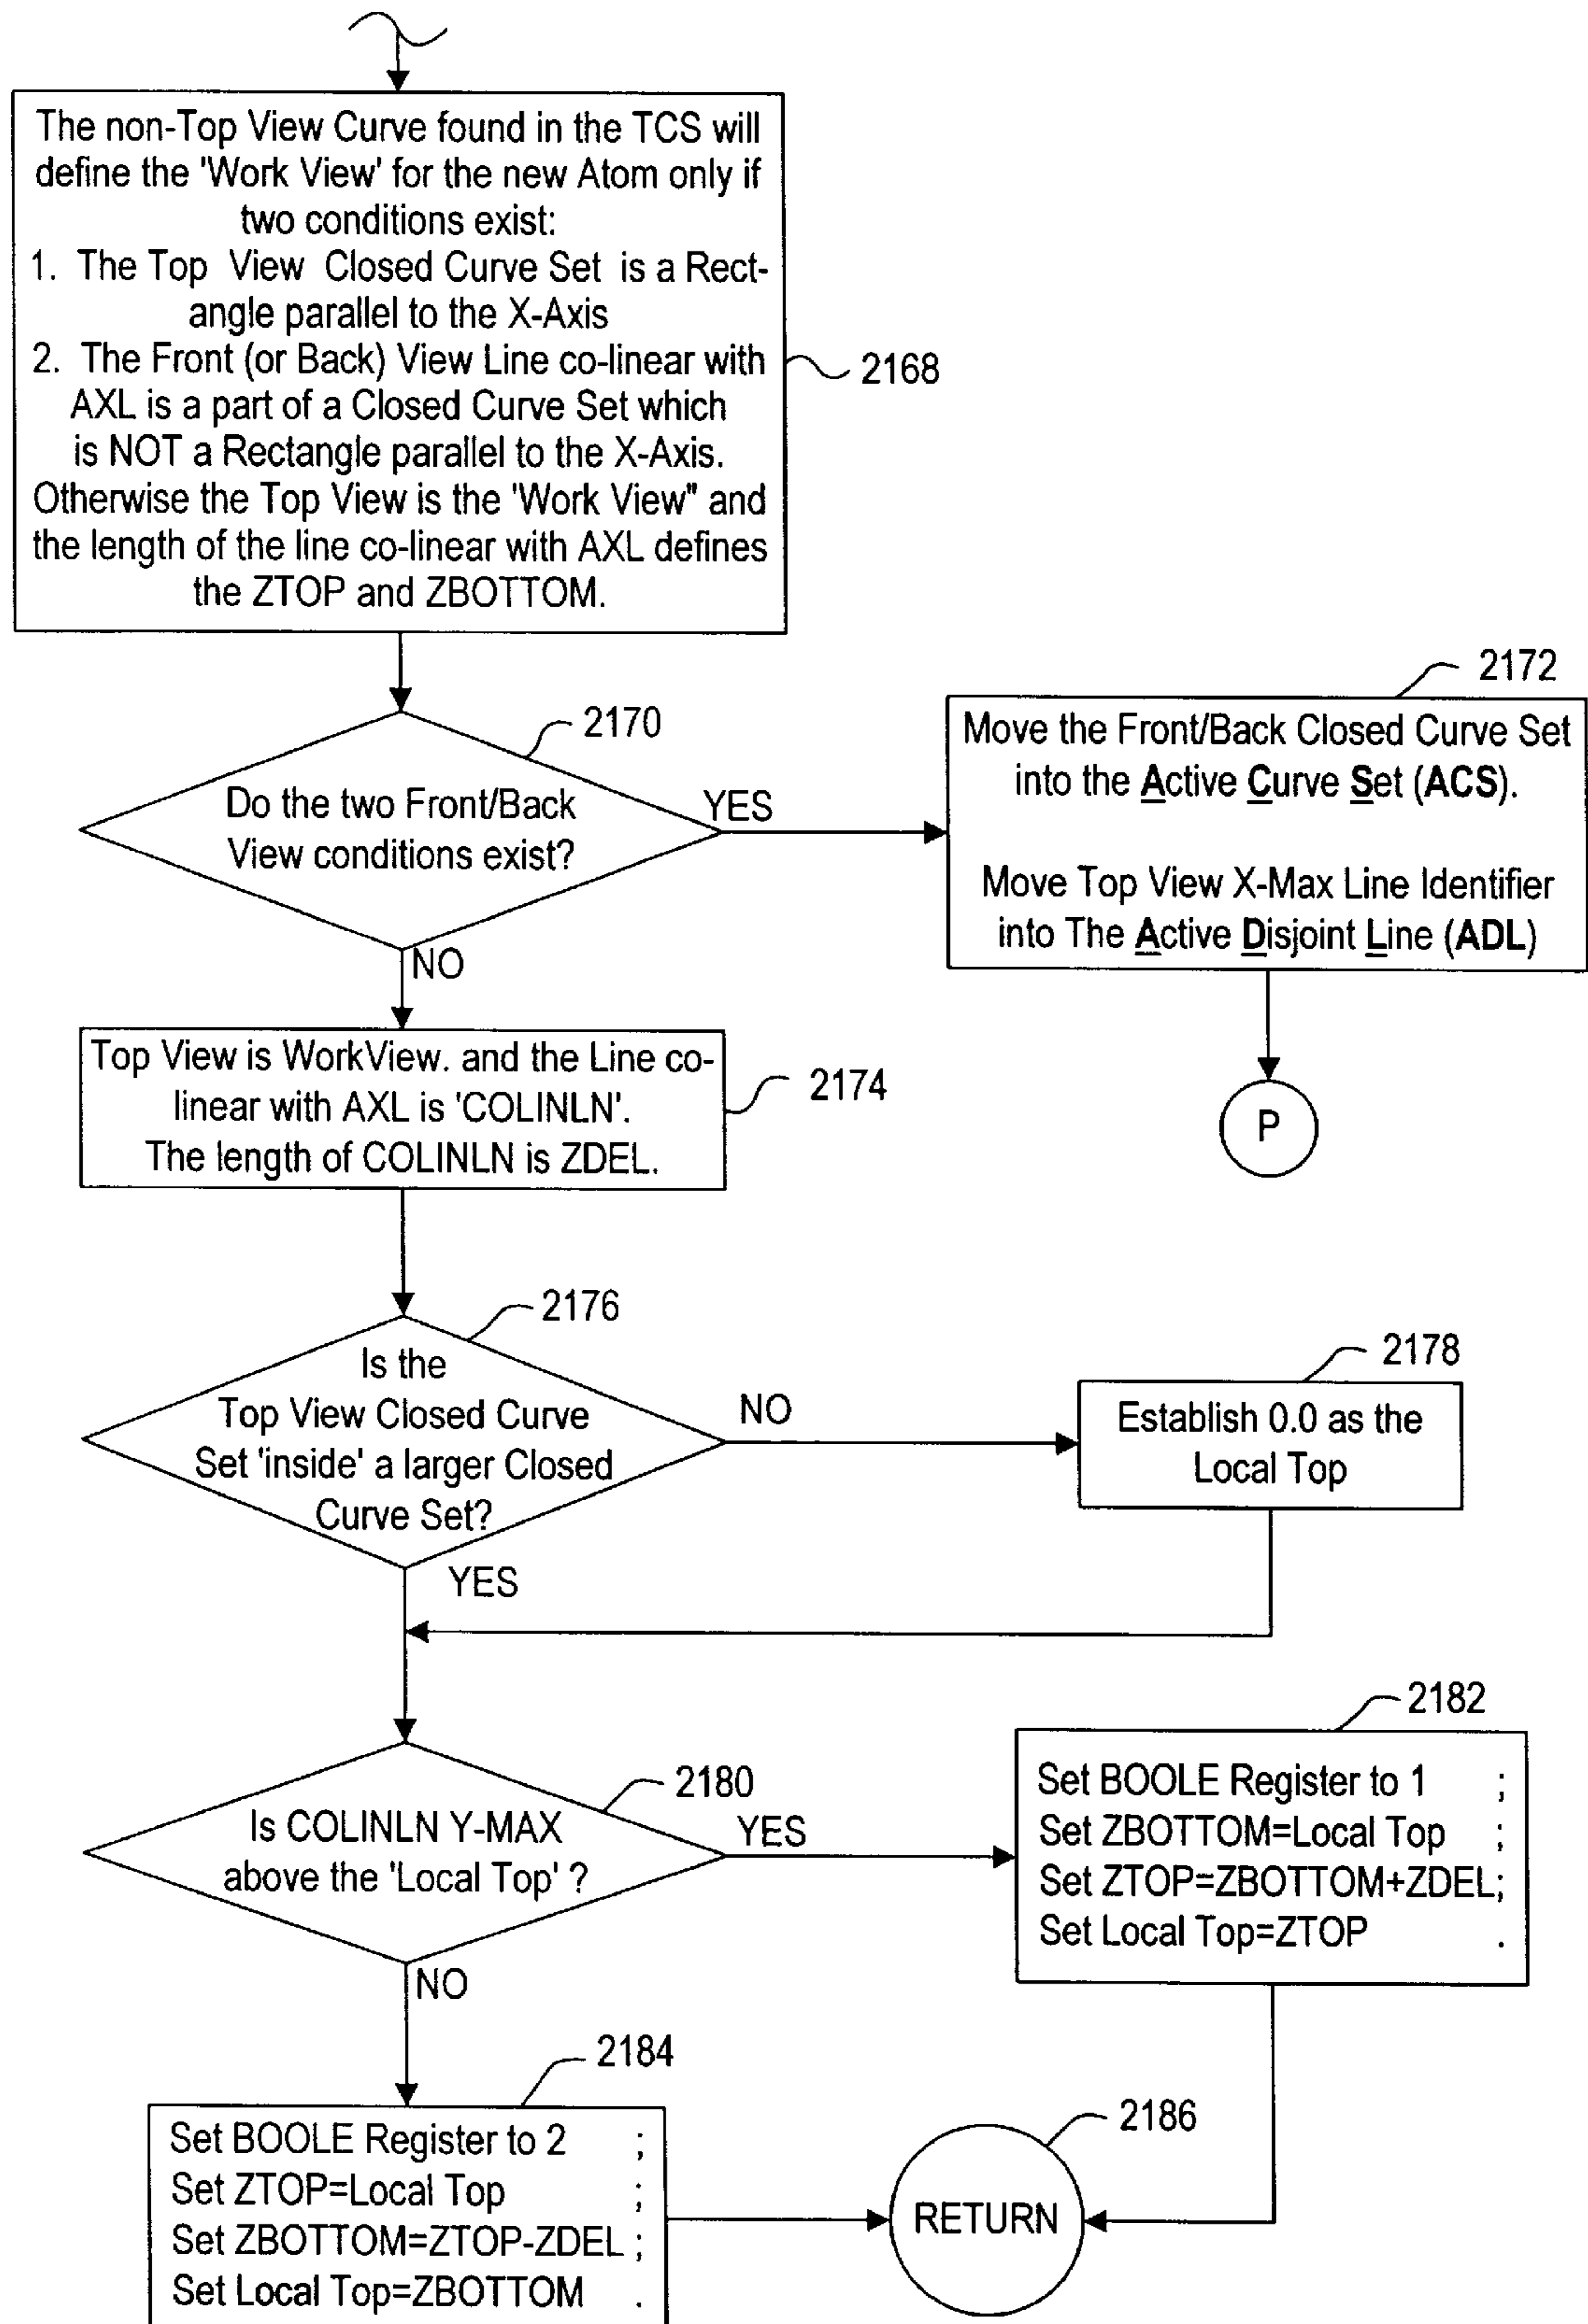 The non-Top View Curve found in the TCS will
define the 'Work View' for the new Atom only if
two conditions exist:
1. The Top View Closed Curve Set is a Rect-
angle parallel to the X-Axis
2. The Front (or Back) View Line co-linear with
AXL is a part of a Closed Curve Set which
is NOT a Rectangle parallel to the X-Axis.
Otherwise the Top View is the 'Work View" and
the length of the line co-linear with AXL defines
the ZTOP and ZBOTTOM.
2168
2170
Do the two Front/Back
View conditions exist?
YES
NO
2172
Move the Front/Back Closed Curve Set
into the Active Curve Set (ACS).
Move Top View X-Max Line Identifier
into The Active Disjoint Line (ADL)
P
Top View is WorkView. and the Line co-
linear with AXL is 'COLINLN'.
The length of COLINLN is ZDEL.
2174
2176
Is the
Top View Closed Curve
Set 'inside' a larger Closed
Curve Set?
NO
YES
2178
Establish 0.0 as the
Local Top
2180
Is COLINLN Y-MAX
above the 'Local Top' ?
YES
NO
2182
Set BOOLE Register to 1 ;
Set ZBOTTOM=Local Top ;
Set ZTOP=ZBOTTOM+ZDEL;
Set Local Top=ZTOP .
2184
Set BOOLE Register to 2 ;
Set ZTOP=Local Top ;
Set ZBOTTOM=ZTOP-ZDEL ;
Set Local Top=ZBOTTOM .
2186
RETURN